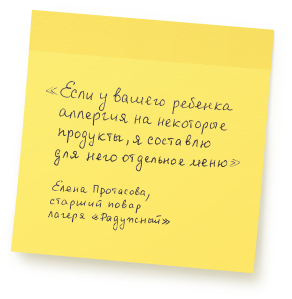 «Если у вашего ребенка
аллергия на некоторые
продукты, я составлю
для него отдельное меню»
Елена Протасова,
старший повар
лагеря «Радужный»